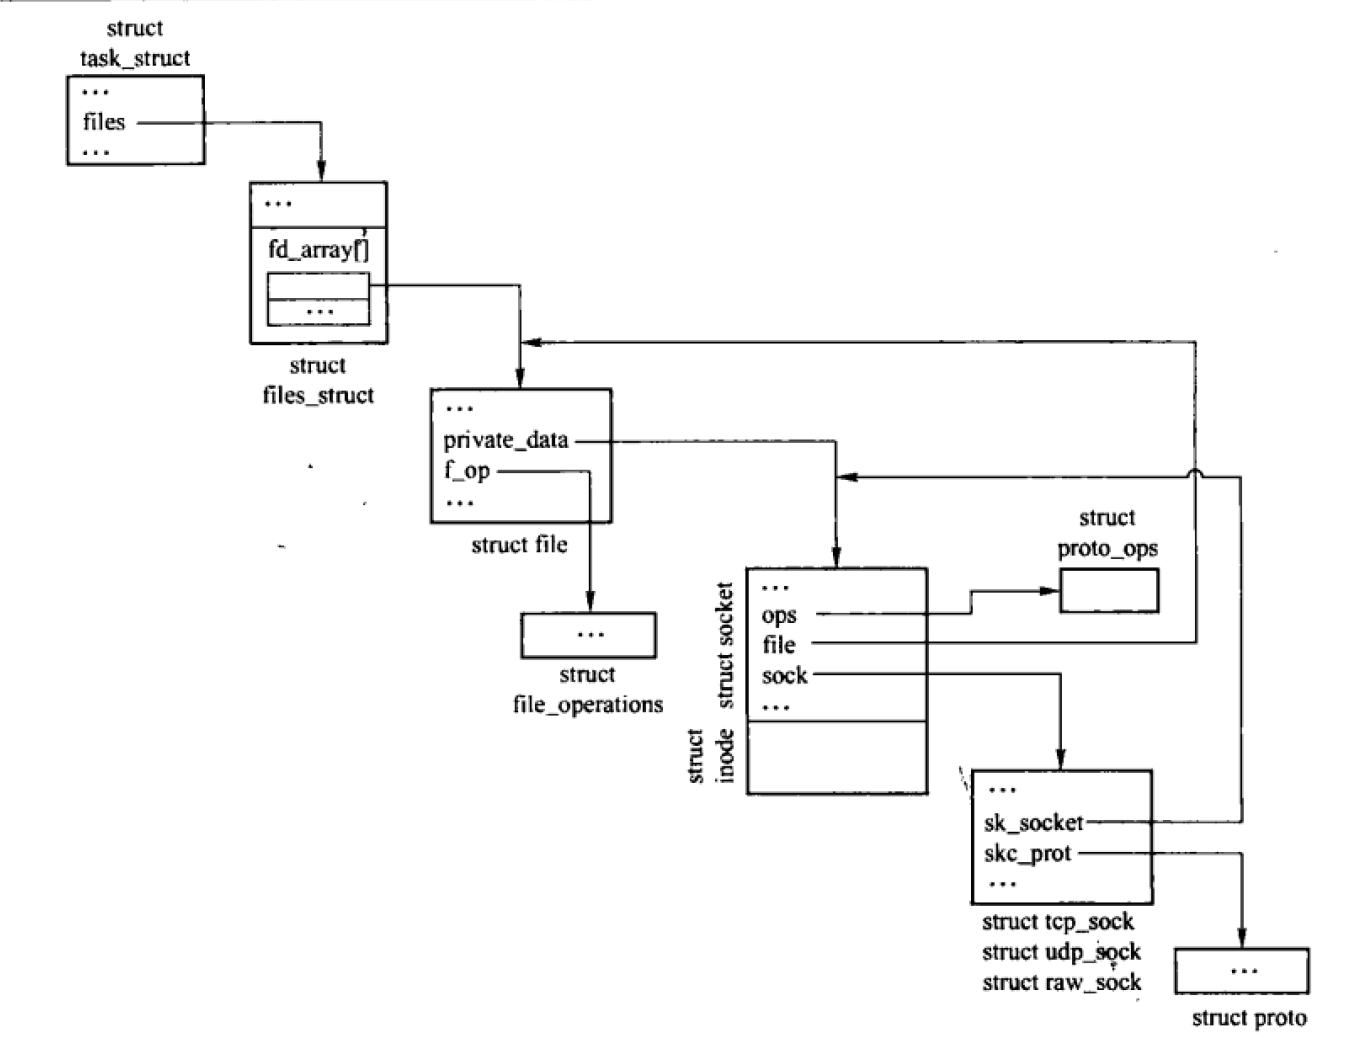 struct
task_struct
...
files
...
...
fd_array[]
...
struct
files_struct
...
private_data
f_op
...
struct file
...
struct
file_operations
struct
proto_ops
struct socket
...
ops
file
sock
...
struct
inode
...
sk_socket
skc_prot
...
struct tcp_sock
struct udp_sock
struct raw_sock
...
struct proto